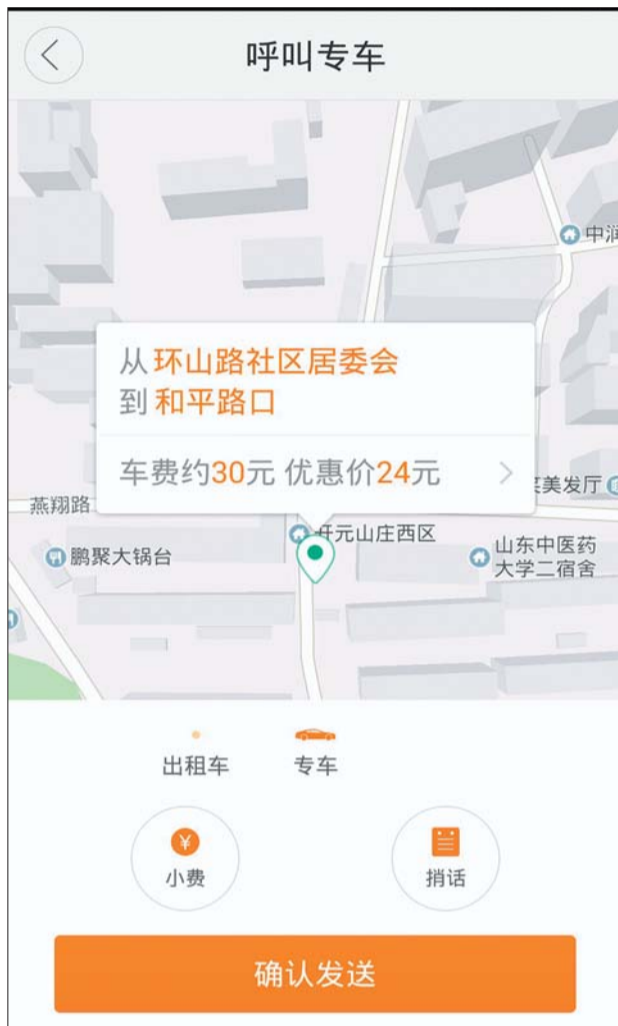 呼叫专车
中润
从 环山路社区居委会
到 和平路口
车费约30元 优惠价24元
美发厅
燕翔路
开元山庄西区
鹏聚大锅台
山东中医药
大学二宿舍
出租车
专车
¥
小费
捎话
确认发送